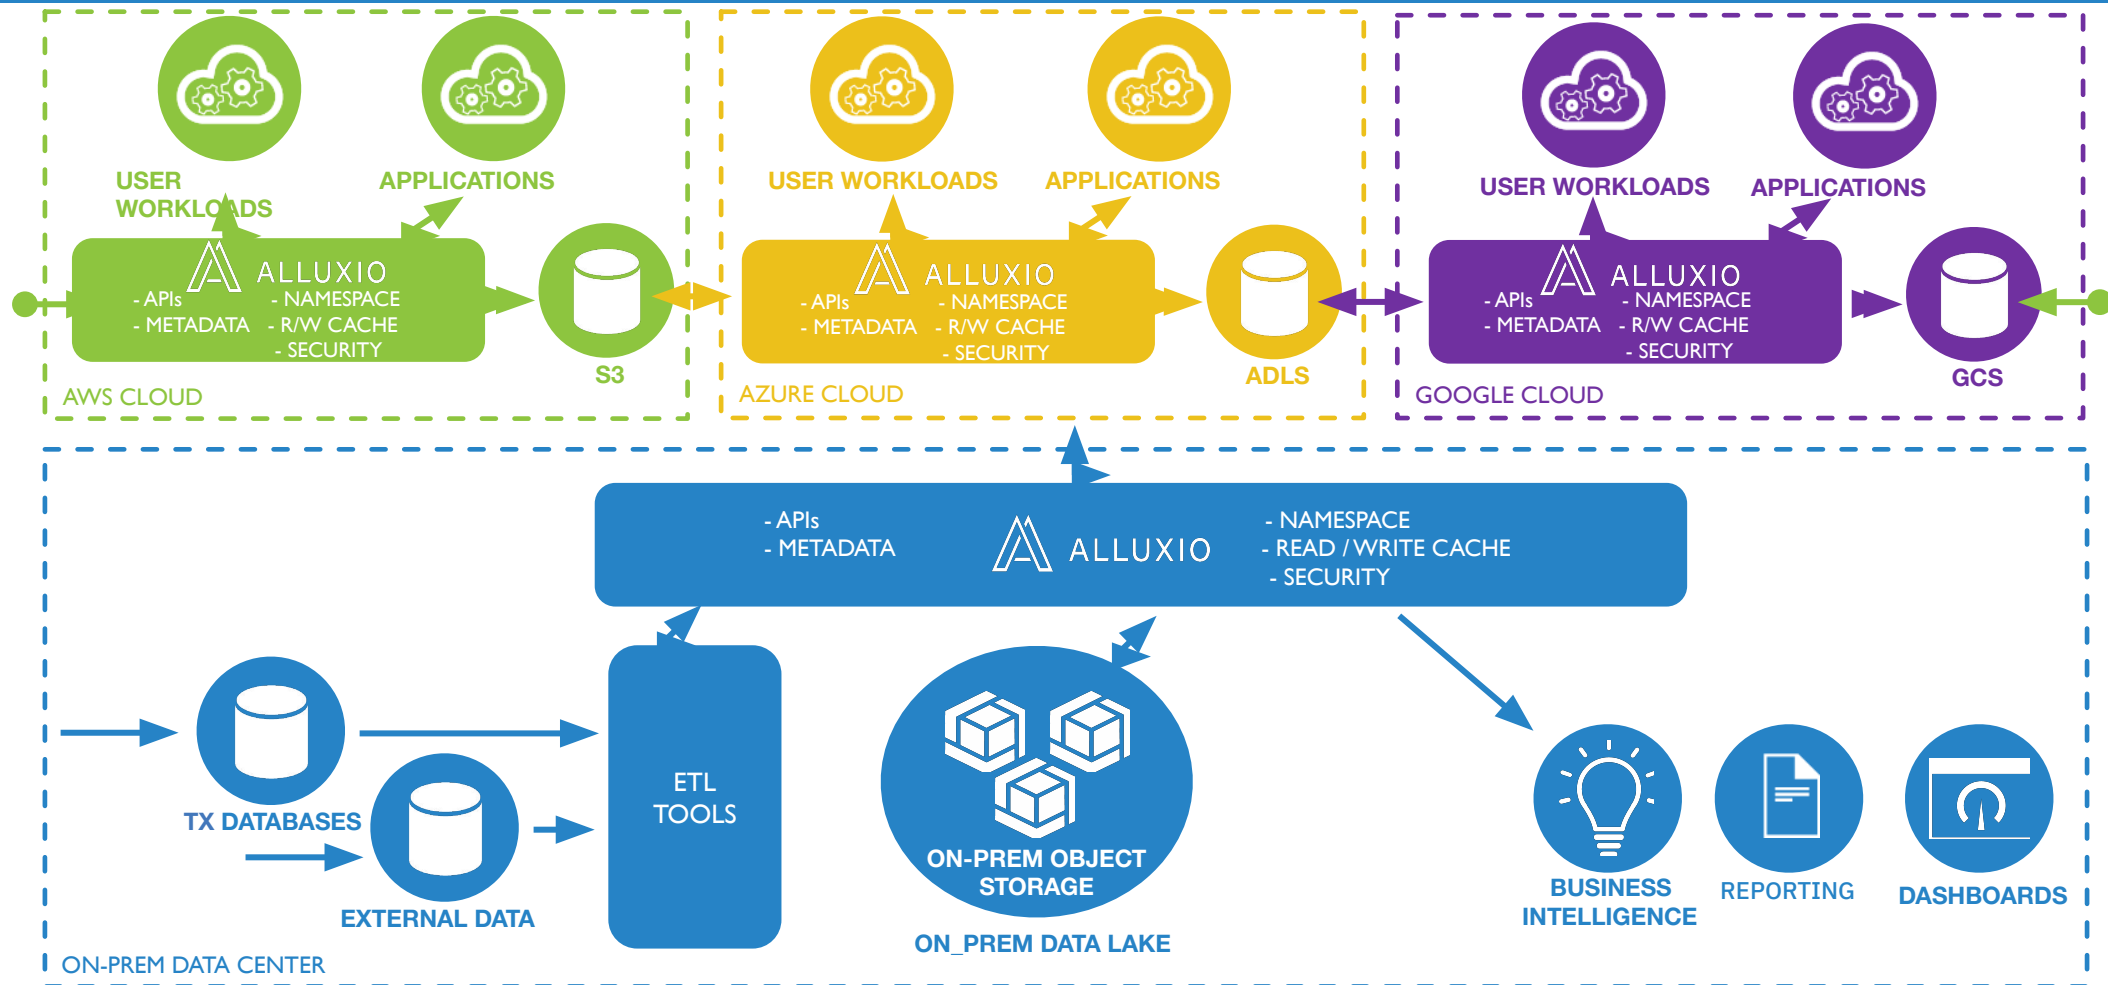 USER
WORKLOADS
APPLICATIONS
ALLUXIO
- APIs
- METADATA
- NAMESPACE
- R/W CACHE
- SECURITY
S3
AWS CLOUD
USER WORKLOADS
APPLICATIONS
ALLUXIO
- APIs
- METADATA
- NAMESPACE
- R/W CACHE
- SECURITY
ADLS
AZURE CLOUD
USER WORKLOADS
APPLICATIONS
ALLUXIO
- APIs
- METADATA
- NAMESPACE
- R/W CACHE
- SECURITY
GCS
GOOGLE CLOUD
- APIs
- METADATA
ALLUXIO
- NAMESPACE
- READ / WRITE CACHE
- SECURITY
TX DATABASES
EXTERNAL DATA
ETL
TOOLS
ON-PREM OBJECT
STORAGE
ON_PREM DATA LAKE
BUSINESS
INTELLIGENCE
REPORTING
DASHBOARDS
ON-PREM DATA CENTER